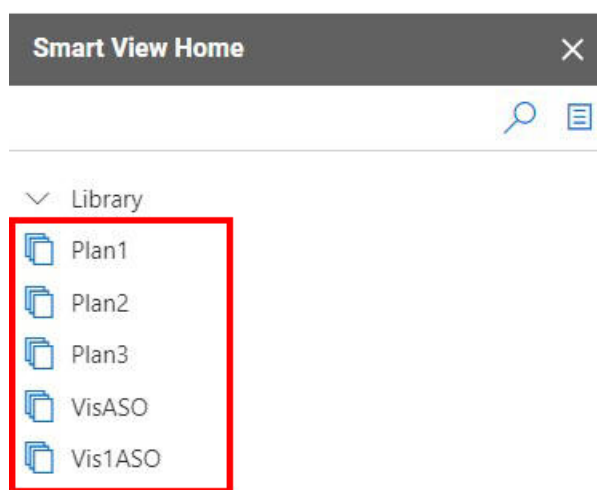 Smart View Home
Library
Plan1
Plan2
Plan3
VisASO
Vis1ASO